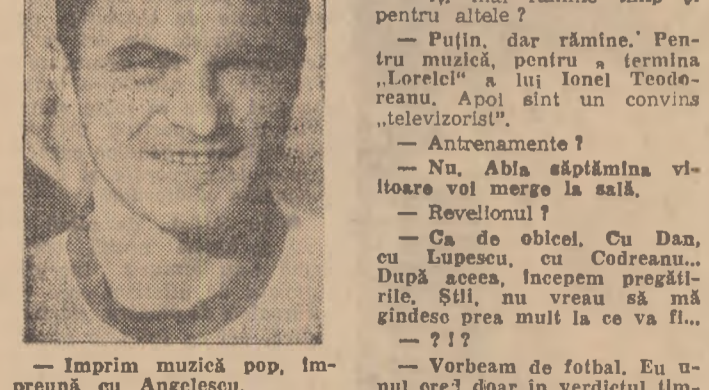 — Imprim muzică pop, îm-
preună cu Angelescu.
pentru altele ?
— Puțin, dar rămîne. Pen-
tru muzică, pentru a termina
„Lorelei" a lui Ionel Teodo-
reanu. Apoi sînt un convins
„televizorist".
— Antrenamente ?
— Nu. Abia săptămîna vi-
itoare voi merge la sală.
— Revelionul ?
— Ca de obicei. Cu Dan,
cu Lupescu, cu Codreanu...
După aceea, începem pregăti-
rile. Știi, nu vreau să mă
gîndesc prea mult la ce va fi...
— ?!?
— Vorbeam de fotbal. Eu u-
nul cred doar în verdictul tim-